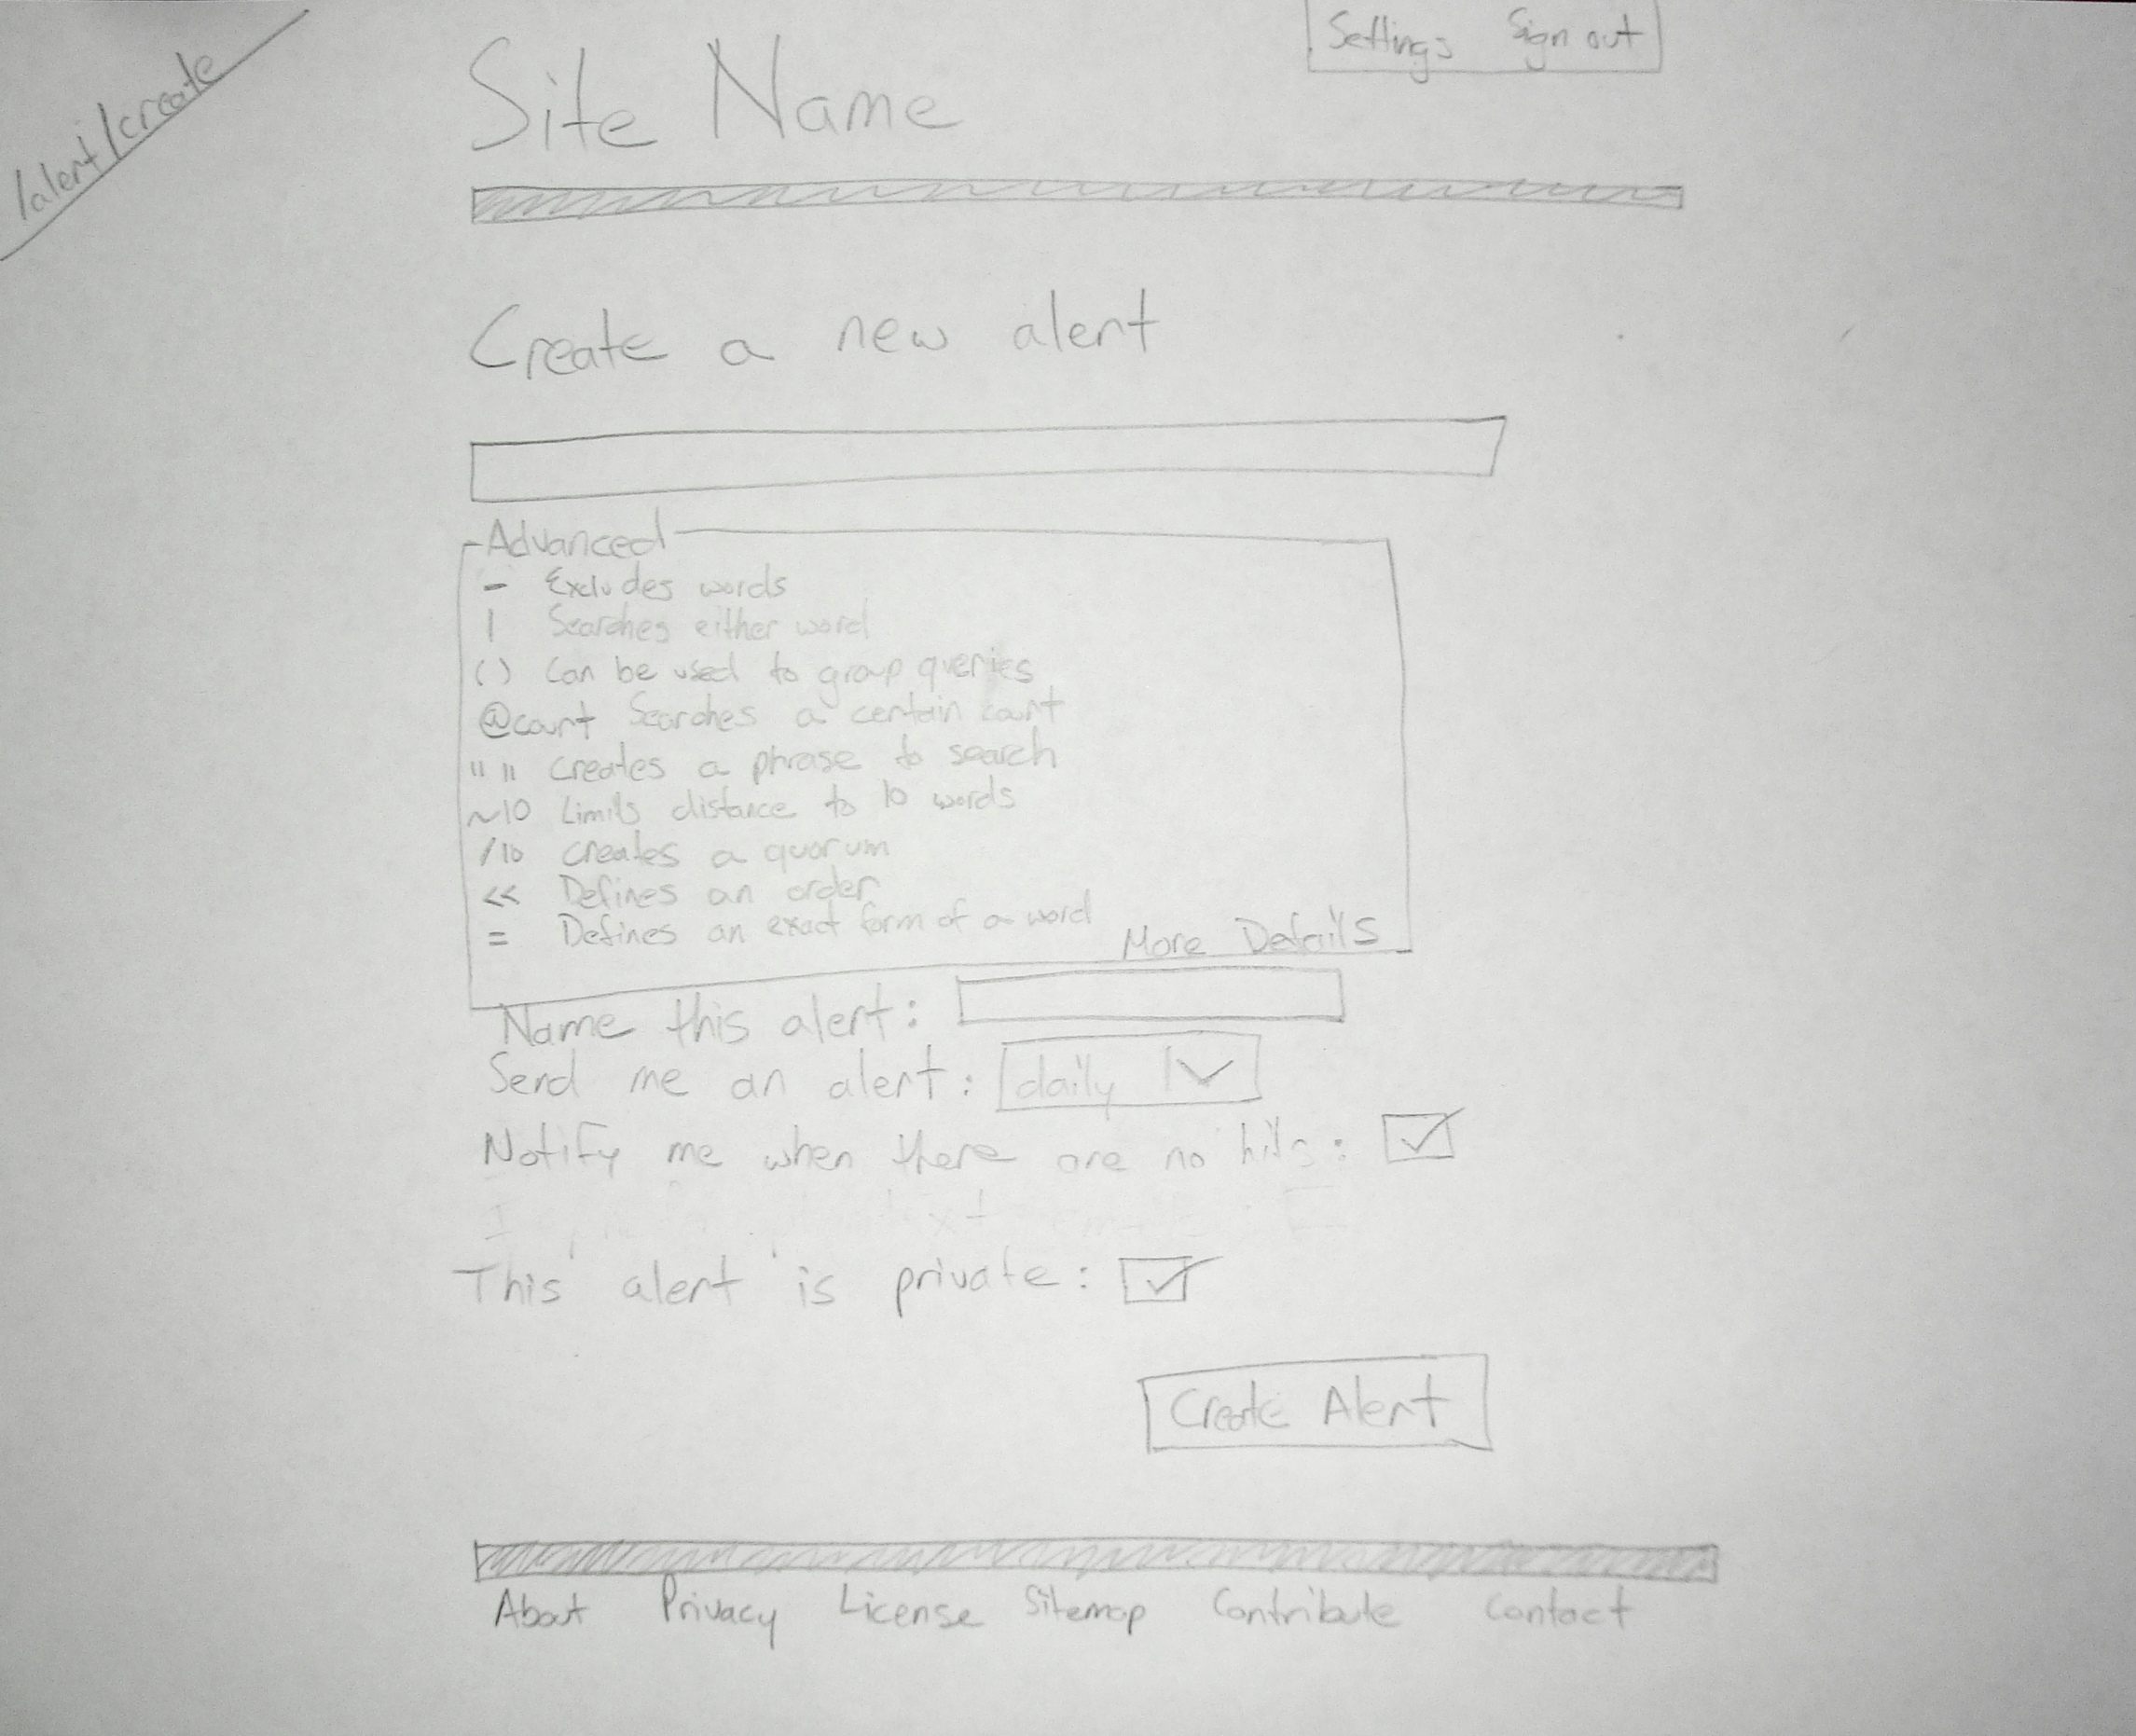 /alert/create
Settings Sign out
Site Name
Create a new alert
Advanced
- Excludes words
| Searches either word
( ) Can be used to group queries
@court Searches a certain court
" " creates a phrase to search
~10 Limits distance to 10 words
/10 creates a quorum
<< Defines an order
= Defines an exact form of a word
More Details
Name this alert:
Send me an alert: daily
Notify me when there are no hits:
This alert is private:
Create Alert
About Privacy License Sitemap Contribute Contact